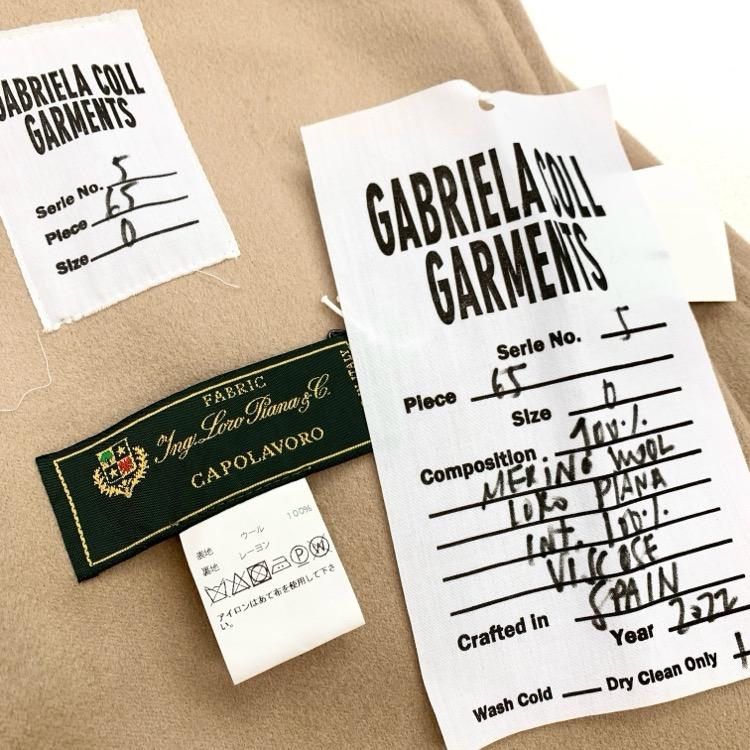 GABRIELA COLL
GARMENTS
Serie No. 5
Piece 65
Size 0
GABRIELA COLL
GARMENTS
Serie No. 5
Piece 65
Size 0
Composition. 100%
MERINO WOOL
LORO PIANA
INT. 100%
VISCOSE
Crafted in SPAIN
Year 2022
Wash Cold Dry Clean Only +
FABRIC
Ing. Loro Piana & C.
CAPOLAVORO
ITALY
表地 ウール 100%
裏地 レーヨン
P W
アイロンはあて布を使用して下さ
い。